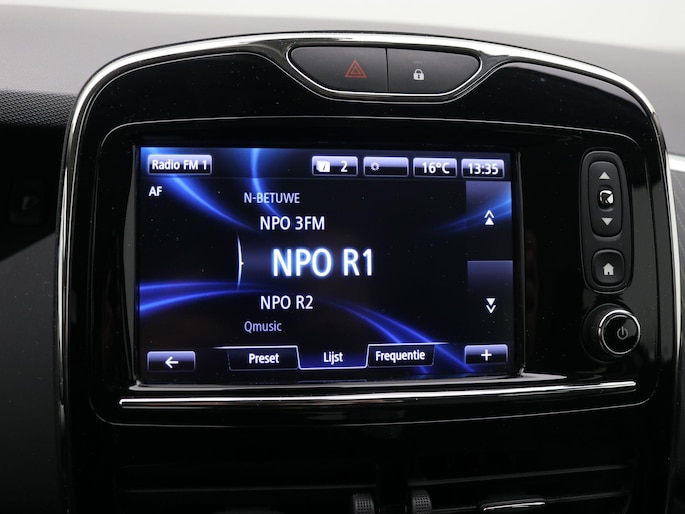 Radio FM 1
2
16°C
13:35
AF
N-BETUWE
NPO 3FM
NPO R1
NPO R2
Qmusic
Preset
Lijst
Frequentie
+